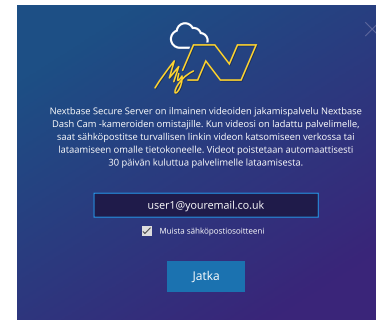 My N
Nextbase Secure Server on ilmainen videoiden jakamispalvelu Nextbase
Dash Cam -kameroiden omistajille. Kun videosi on ladattu palvelimelle,
saat sähköpostitse turvallisen linkin videon katsomiseen verkossa tai
lataamiseen omalle tietokoneelle. Videot poistetaan automaattisesti
30 päivän kuluttua palvelimelle lataamisesta.
user1@youremail.co.uk
Muista sähköpostiosoitteeni
Jatka